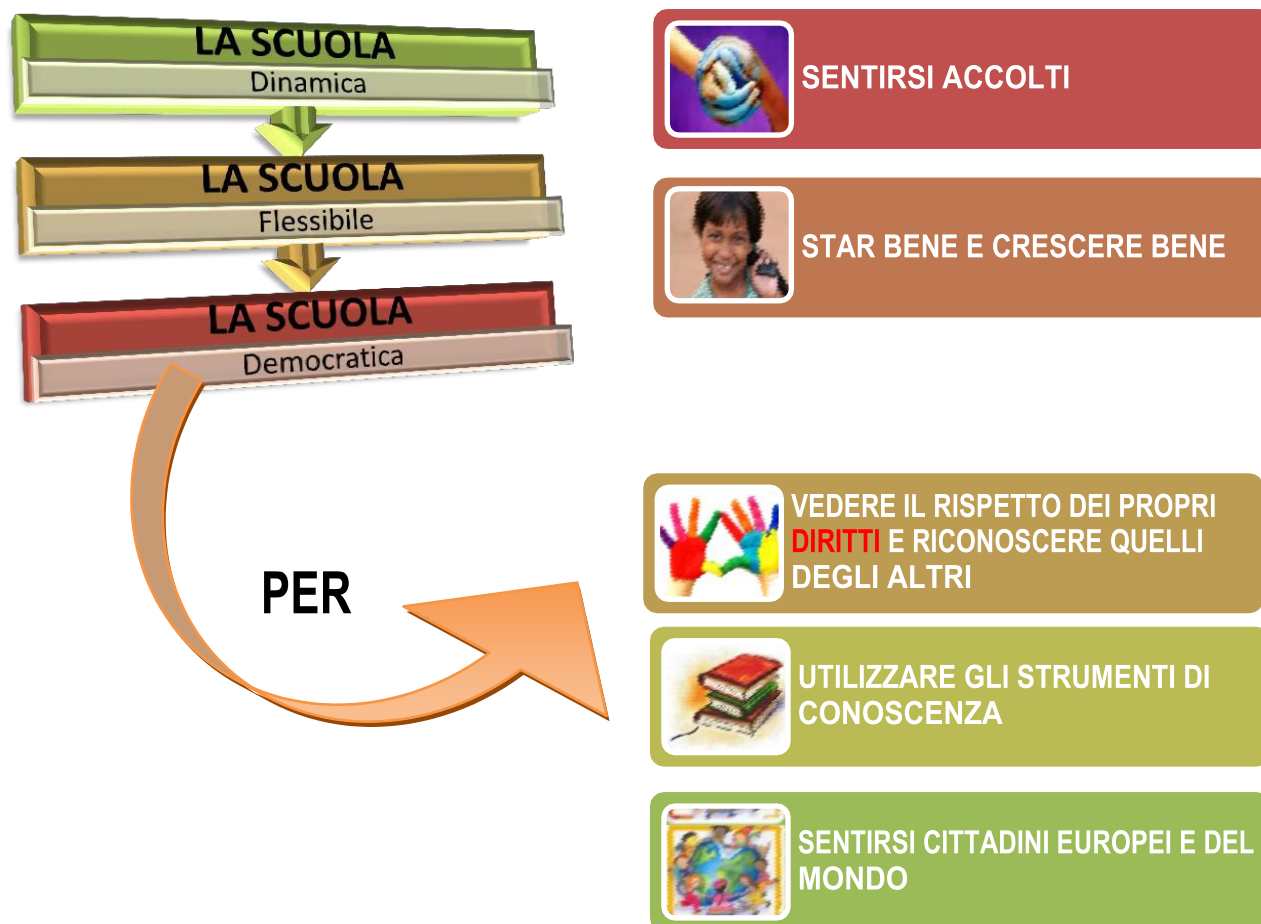 LA SCUOLA
Dinamica
LA SCUOLA
Flessibile
LA SCUOLA
Democratica
PER
SENTIRSI ACCOLTI
STAR BENE E CRESCERE BENE
VEDERE IL RISPETTO DEI PROPRI
DIRITTI E RICONOSCERE QUELLI
DEGLI ALTRI
UTILIZZARE GLI STRUMENTI DI
CONOSCENZA
SENTIRSI CITTADINI EUROPEI E DEL
MONDO